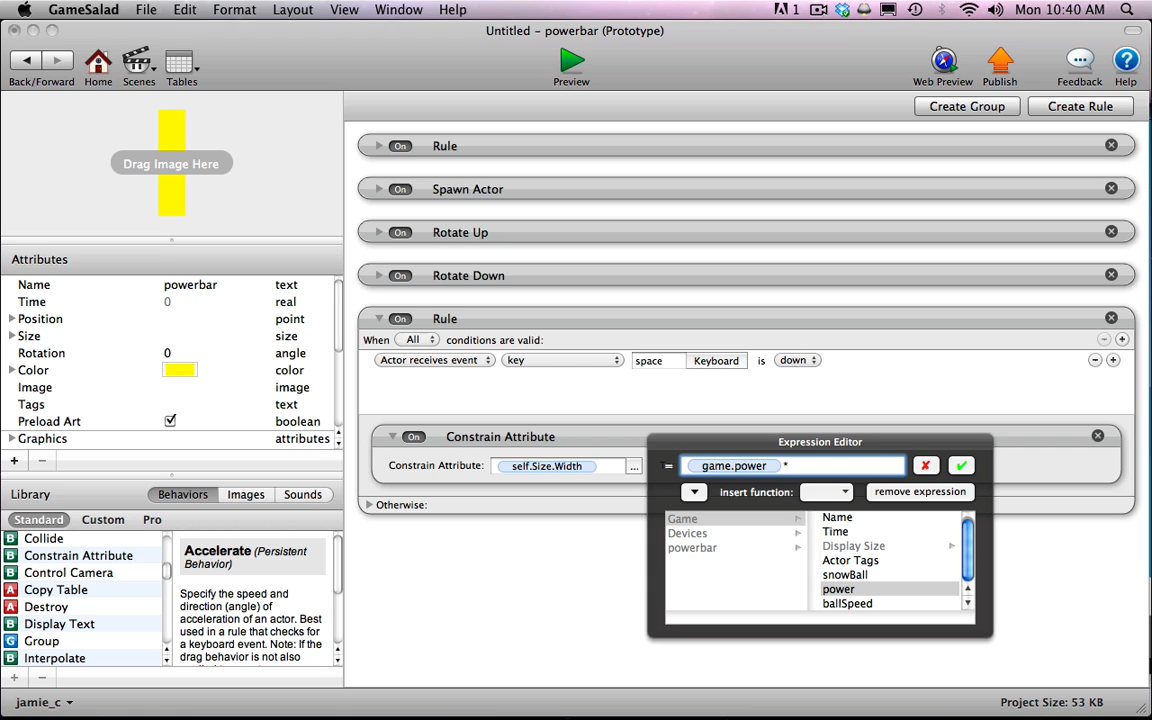 GameSalad File Edit Format Layout View Window Help 1 Mon 10:40 AM
Untitled – powerbar (Prototype)
Back/Forward Home Scenes Tables Preview Web Preview Publish Feedback Help
Create Group Create Rule
Drag Image Here
Attributes
Name powerbar text
Time 0 real
Position point
Size size
Rotation 0 angle
Color color
Image image
Tags text
Preload Art boolean
Graphics attributes
+ −
Library Behaviors Images Sounds
Standard Custom Pro
B Collide
B Constrain Attribute
B Control Camera
A Copy Table
A Destroy
B Display Text
G Group
B Interpolate
Accelerate (Persistent
Behavior)
Specify the speed and
direction (angle) of
acceleration of an actor. Best
used in a rule that checks for
a keyboard event. Note: If the
drag behavior is not also
+ −
On Rule
On Spawn Actor
On Rotate Up
On Rotate Down
On Rule
When All conditions are valid:
Actor receives event key space Keyboard is down
On Constrain Attribute
Constrain Attribute: self.Size.Width ...
Otherwise:
Expression Editor
= game.power *
insert function: remove expression
Game
Devices
powerbar
Name
Time
Display Size
Actor Tags
snowBall
power
ballSpeed
jamie_c Project Size: 53 KB